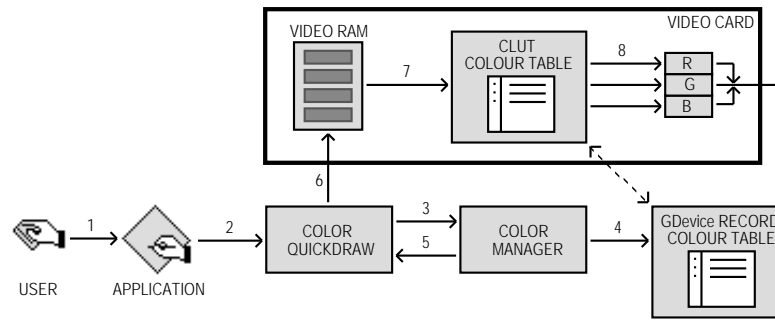 VIDEO CARD
VIDEO RAM
CLUT
COLOUR TABLE
7
8
R
G
B
6
1
2
3
4
5
COLOR
QUICKDRAW
COLOR
MANAGER
GDevice RECORD
COLOUR TABLE
USER
APPLICATION